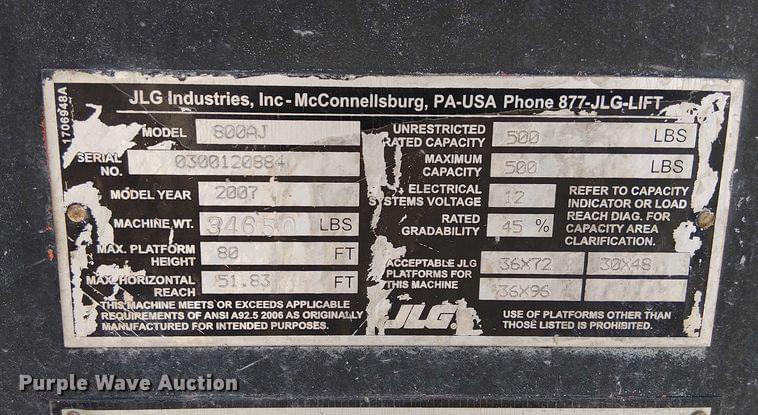 1706948A
JLG Industries, Inc - McConnellsburg, PA-USA Phone 877-JLG-LIFT
MODEL 800AJ
SERIAL NO. 0300120884
MODEL YEAR 2007
MACHINE WT. 34650 LBS
MAX. PLATFORM HEIGHT 80 FT
MAX. HORIZONTAL REACH 51.83 FT
THIS MACHINE MEETS OR EXCEEDS APPLICABLE
REQUIREMENTS OF ANSI A92.5 2006 AS ORIGINALLY
MANUFACTURED FOR INTENDED PURPOSES.
UNRESTRICTED
RATED CAPACITY 500 LBS
MAXIMUM
CAPACITY 500 LBS
ELECTRICAL
SYSTEMS VOLTAGE 12
RATED
GRADABILITY 45 %
REFER TO CAPACITY
INDICATOR OR LOAD
REACH DIAG. FOR
CAPACITY AREA
CLARIFICATION.
ACCEPTABLE JLG
PLATFORMS FOR
THIS MACHINE
36X72 30X48
36X96
JLG.
USE OF PLATFORMS OTHER THAN
THOSE LISTED IS PROHIBITED.
Purple Wave Auction